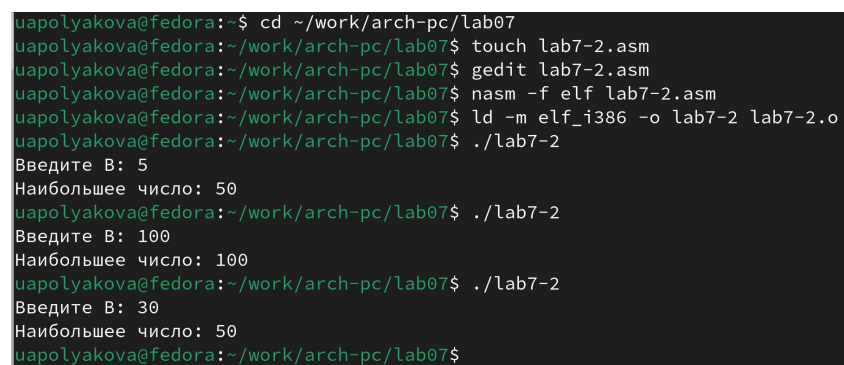 uapolyakova@fedora:~$ cd ~/work/arch-pc/lab07
uapolyakova@fedora:~/work/arch-pc/lab07$ touch lab7-2.asm
uapolyakova@fedora:~/work/arch-pc/lab07$ gedit lab7-2.asm
uapolyakova@fedora:~/work/arch-pc/lab07$ nasm -f elf lab7-2.asm
uapolyakova@fedora:~/work/arch-pc/lab07$ ld -m elf_i386 -o lab7-2 lab7-2.o
uapolyakova@fedora:~/work/arch-pc/lab07$ ./lab7-2
Введите B: 5
Наибольшее число: 50
uapolyakova@fedora:~/work/arch-pc/lab07$ ./lab7-2
Введите B: 100
Наибольшее число: 100
uapolyakova@fedora:~/work/arch-pc/lab07$ ./lab7-2
Введите B: 30
Наибольшее число: 50
uapolyakova@fedora:~/work/arch-pc/lab07$